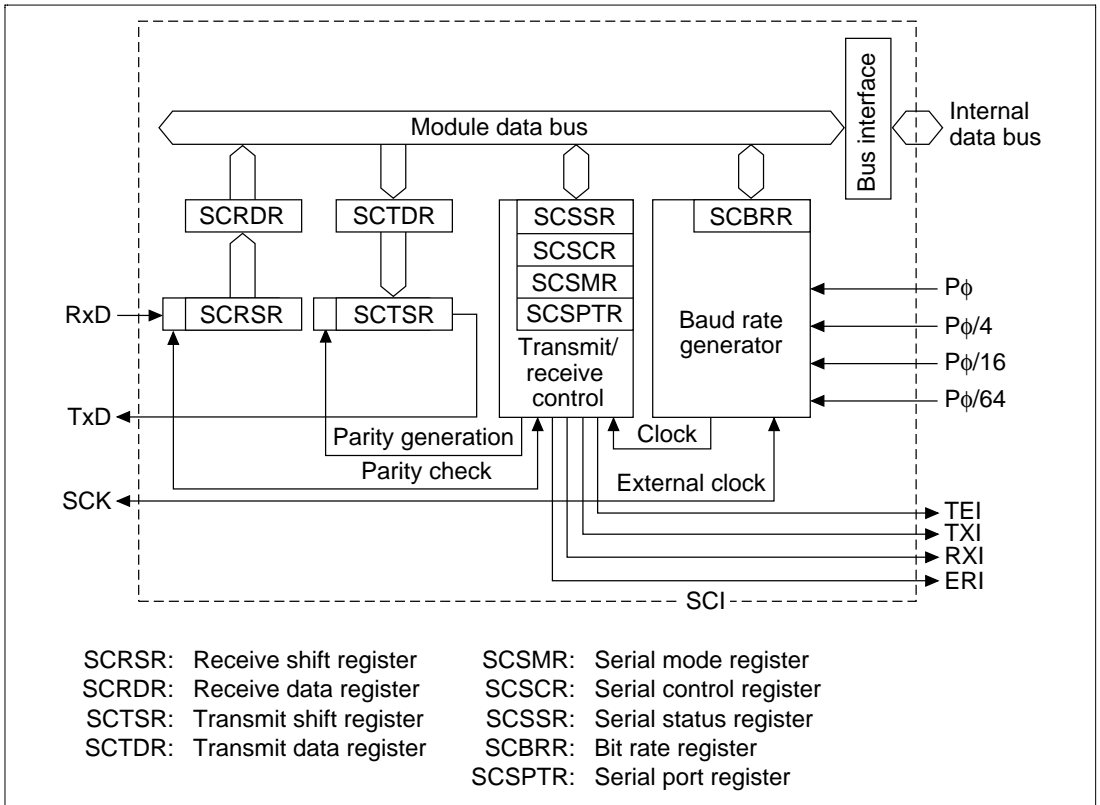 Module data bus
Bus interface
Internal
data bus
SCRDR
SCTDR
SCSSR
SCBRR
SCSCR
SCSMR
SCSPTR
RxD
SCRSR
SCTSR
Transmit/
receive
control
Baud rate
generator
Pϕ
Pϕ/4
Pϕ/16
Pϕ/64
TxD
Parity generation
Clock
Parity check
External clock
SCK
TEI
TXI
RXI
ERI
SCI
SCRSR: Receive shift register
SCRDR: Receive data register
SCTSR: Transmit shift register
SCTDR: Transmit data register
SCSMR: Serial mode register
SCSCR: Serial control register
SCSSR: Serial status register
SCBRR: Bit rate register
SCSPTR: Serial port register